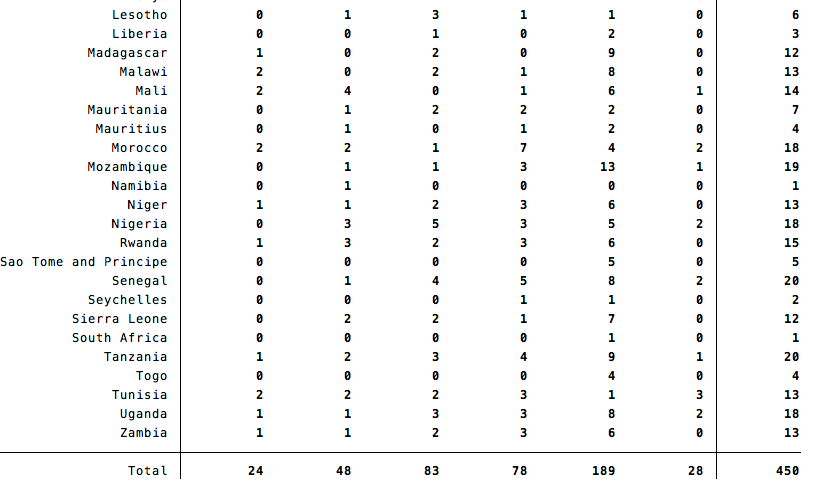 Lesotho 0 1 3 1 1 0 6
Liberia 0 0 1 0 2 0 3
Madagascar 1 0 2 0 9 0 12
Malawi 2 0 2 1 8 0 13
Mali 2 4 0 1 6 1 14
Mauritania 0 1 2 2 2 0 7
Mauritius 0 1 0 1 2 0 4
Morocco 2 2 1 7 4 2 18
Mozambique 0 1 1 3 13 1 19
Namibia 0 1 0 0 0 0 1
Niger 1 1 2 3 6 0 13
Nigeria 0 3 5 3 5 2 18
Rwanda 1 3 2 3 6 0 15
Sao Tome and Principe 0 0 0 0 5 0 5
Senegal 0 1 4 5 8 2 20
Seychelles 0 0 0 1 1 0 2
Sierra Leone 0 2 2 1 7 0 12
South Africa 0 0 0 0 1 0 1
Tanzania 1 2 3 4 9 1 20
Togo 0 0 0 0 4 0 4
Tunisia 2 2 2 3 1 3 13
Uganda 1 1 3 3 8 2 18
Zambia 1 1 2 3 6 0 13
Total 24 48 83 78 189 28 450